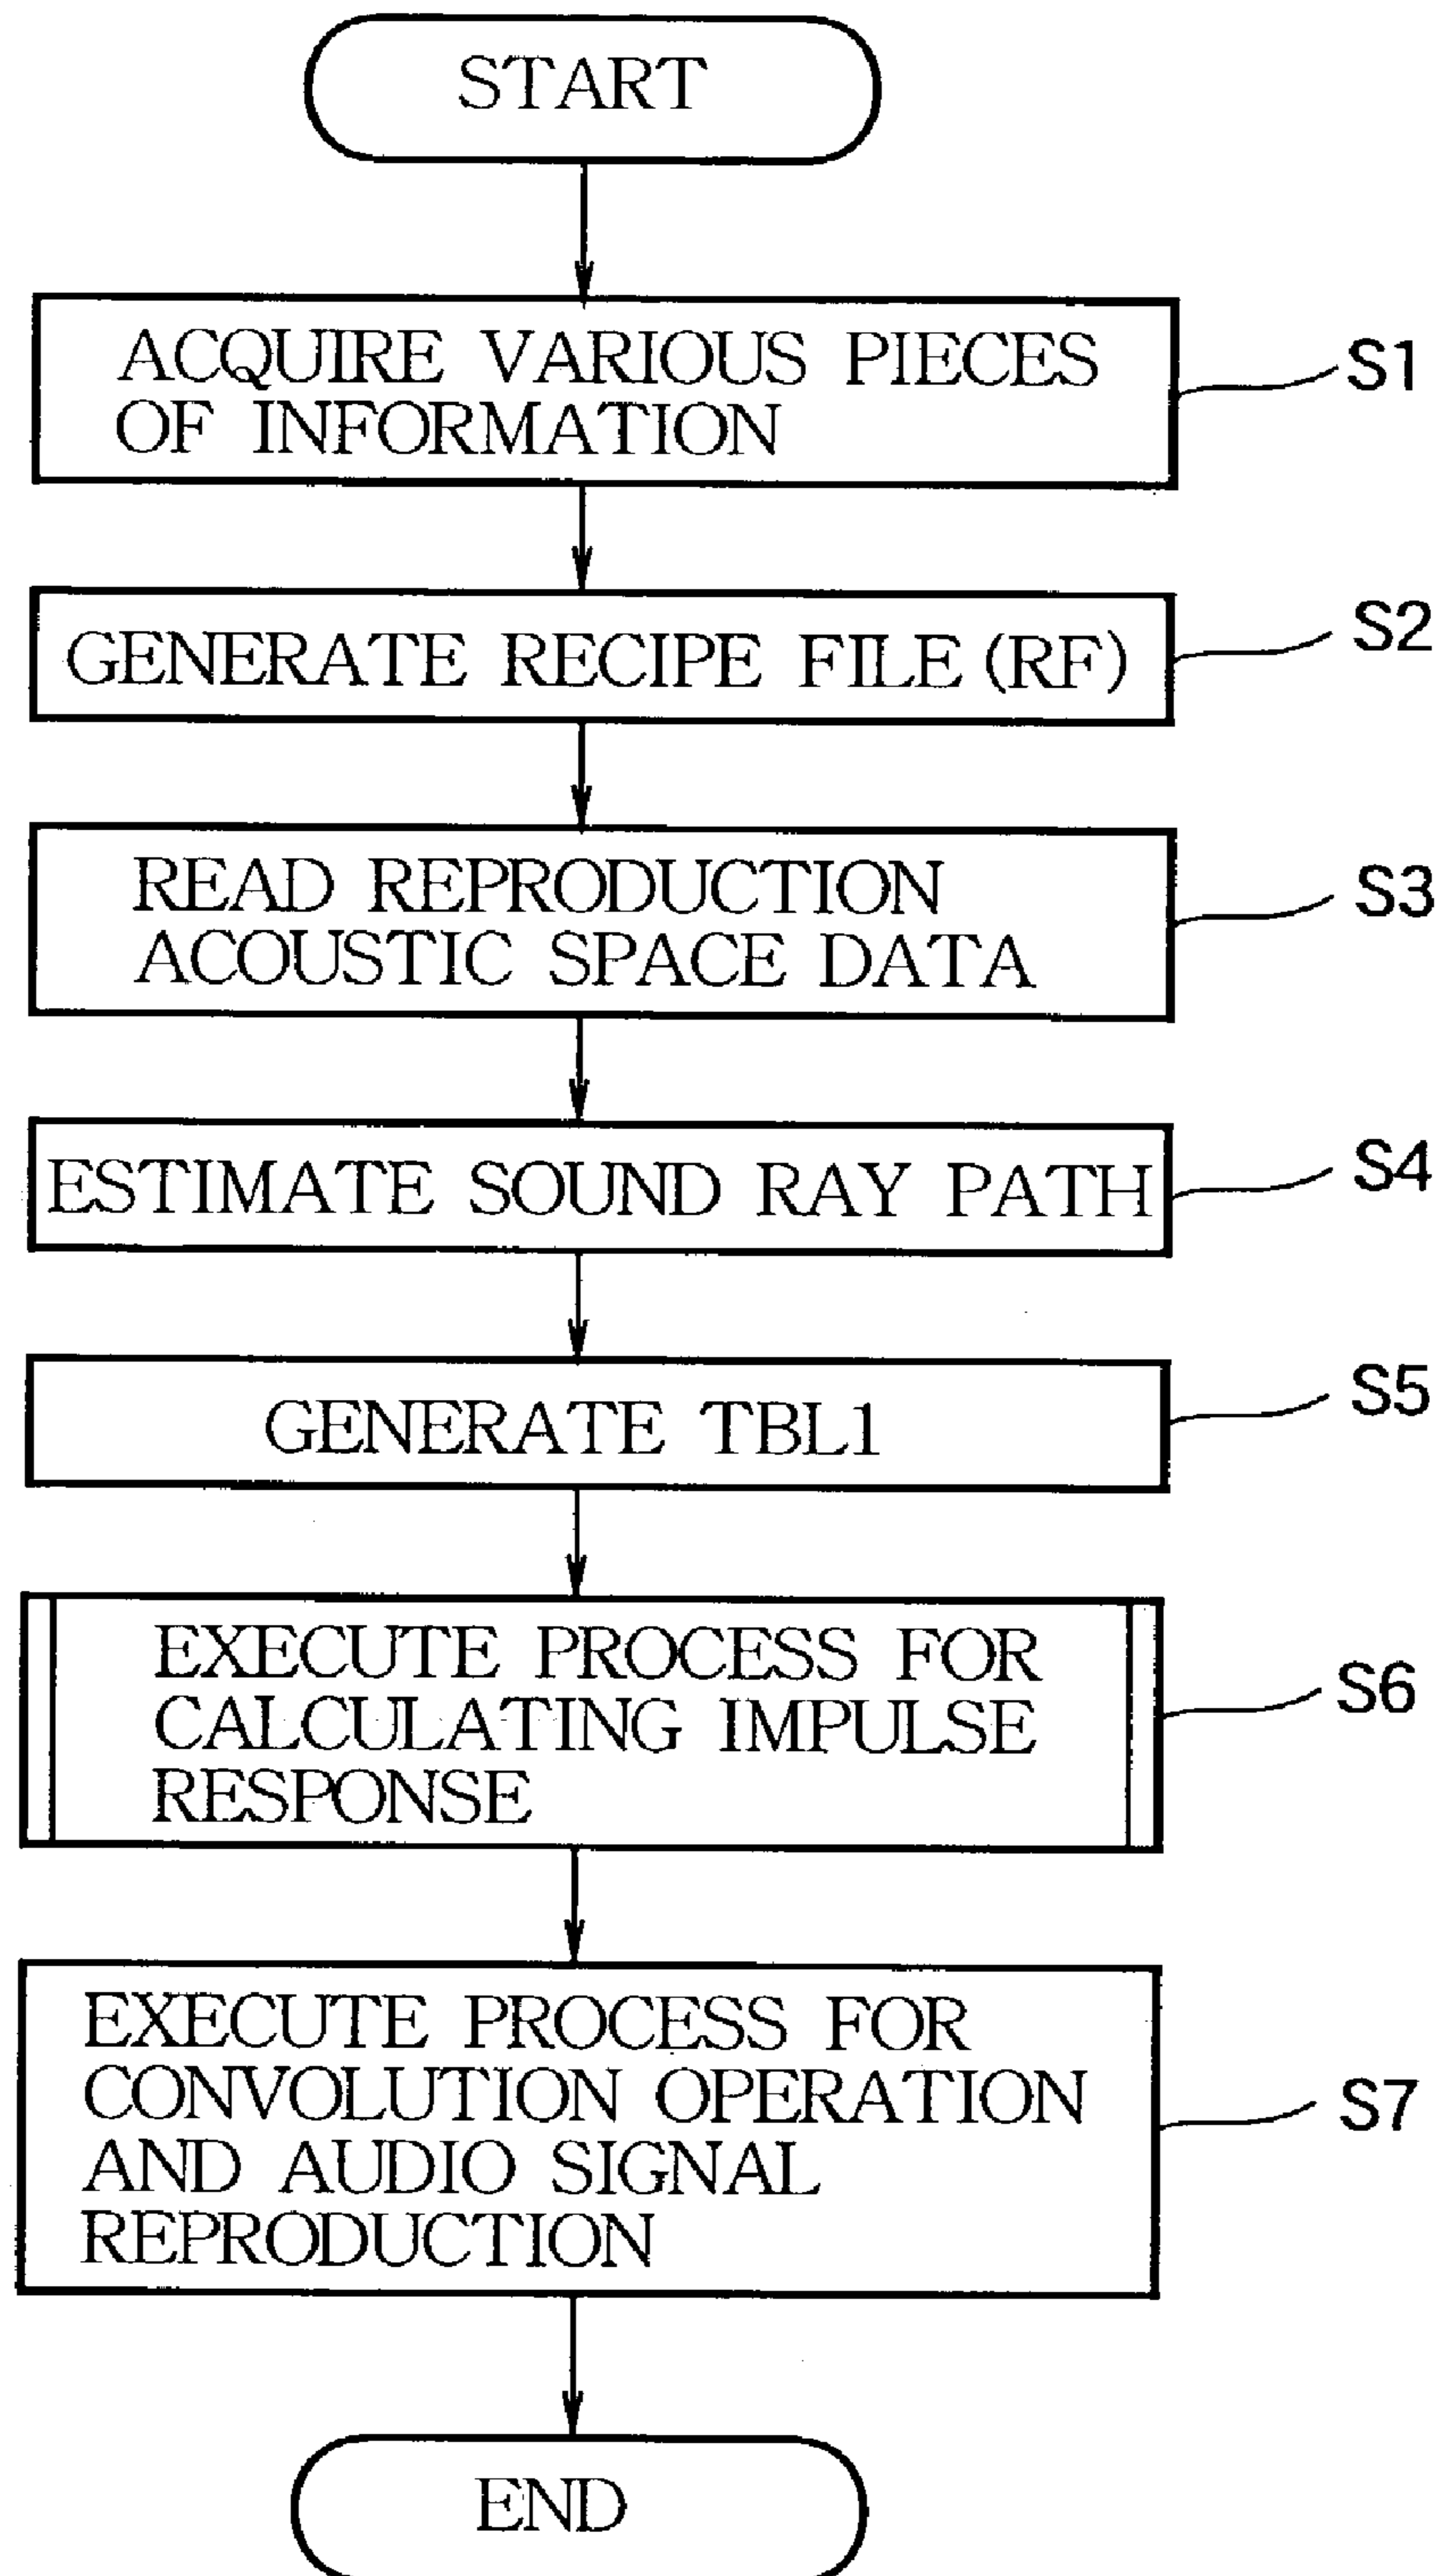 START
ACQUIRE VARIOUS PIECES
OF INFORMATION
S1
GENERATE RECIPE FILE (RF)
S2
READ REPRODUCTION
ACOUSTIC SPACE DATA
S3
ESTIMATE SOUND RAY PATH
S4
GENERATE TBL1
S5
EXECUTE PROCESS FOR
CALCULATING IMPULSE
RESPONSE
S6
EXECUTE PROCESS FOR
CONVOLUTION OPERATION
AND AUDIO SIGNAL
REPRODUCTION
S7
END